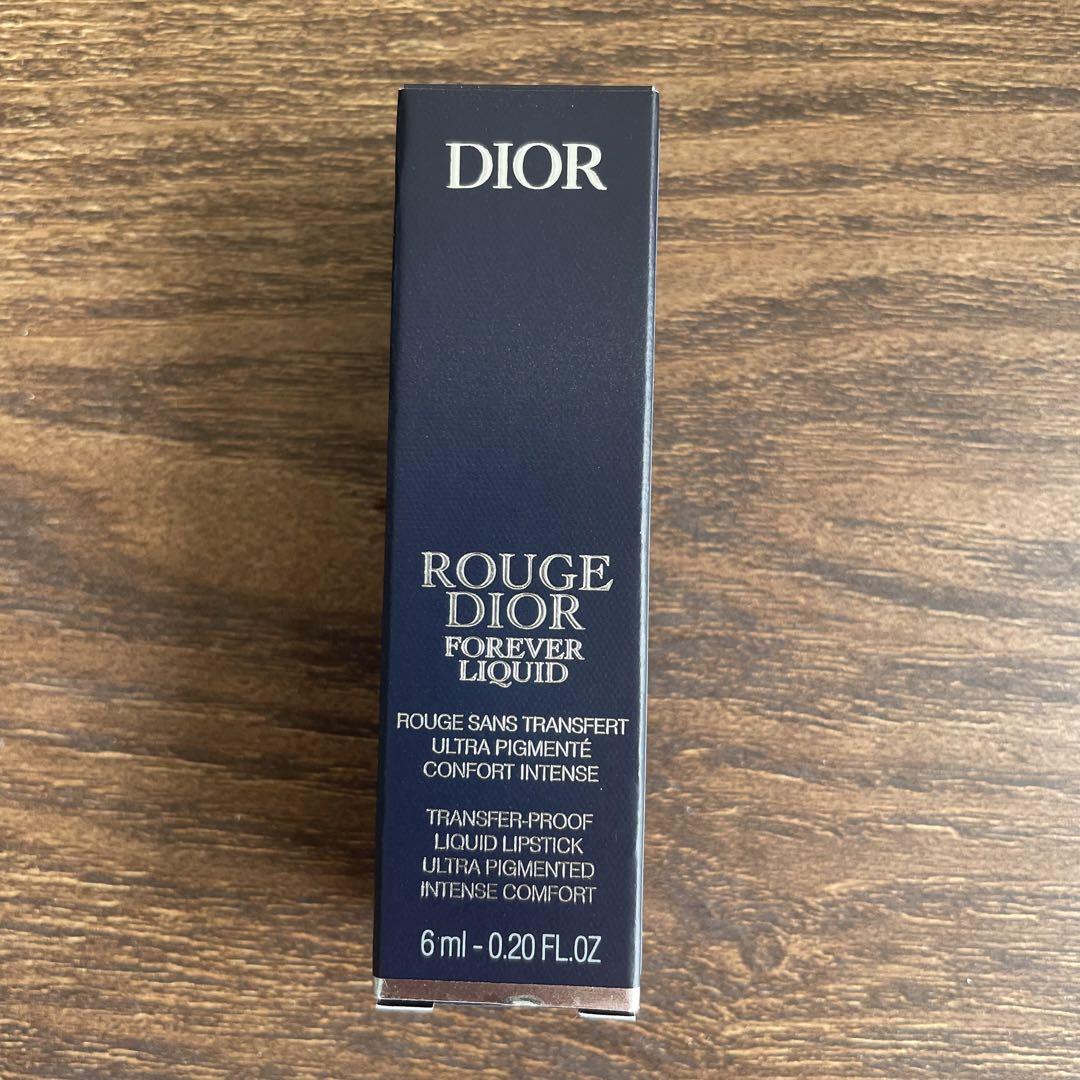 DIOR
ROUGE
DIOR
FOREVER
LIQUID
ROUGE SANS TRANSFERT
ULTRA PIGMENTÉ
CONFORT INTENSE
TRANSFER-PROOF
LIQUID LIPSTICK
ULTRA PIGMENTED
INTENSE COMFORT
6 ml - 0.20 FL.OZ